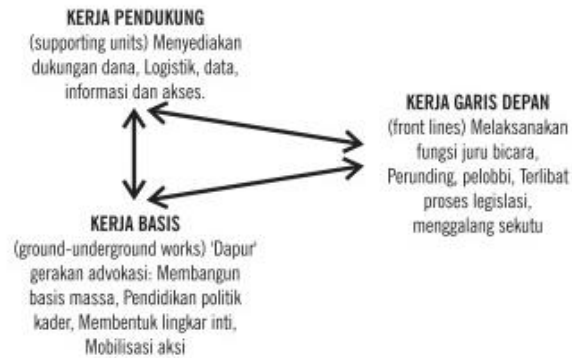 KERJA PENDUKUNG
(supporting units) Menyediakan
dukungan dana, Logistik, data,
informasi dan akses.
KERJA GARIS DEPAN
(front lines) Melaksanakan
fungsi juru bicara,
Perunding, pelobbi, Terlibat
proses legislasi,
menggalang sekutu
KERJA BASIS
(ground-underground works) 'Dapur'
gerakan advokasi: Membangun
basis massa, Pendidikan politik
kader, Membentuk lingkar inti,
Mobilisasi aksi